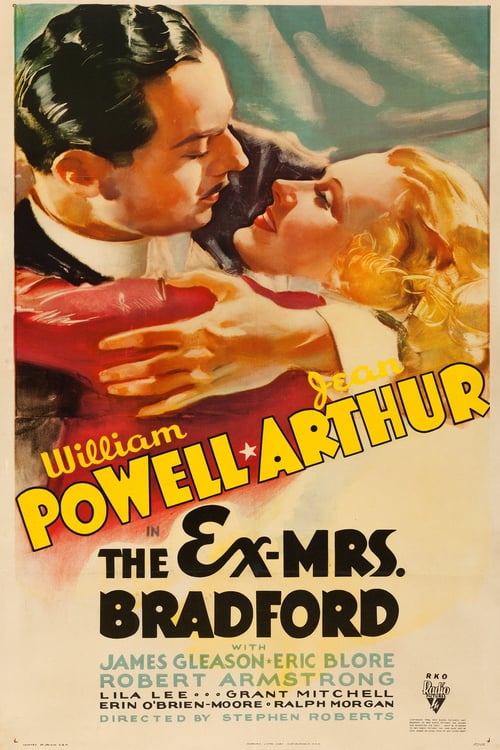 William
Jean
POWELL ★ ARTHUR
IN
THE EX-MRS.
BRADFORD
WITH
JAMES GLEASON • ERIC BLORE
ROBERT ARMSTRONG
LILA LEE ••• GRANT MITCHELL
ERIN O'BRIEN-MOORE • RALPH MORGAN
DIRECTED BY STEPHEN ROBERTS
RKO
Radio
PICTURES